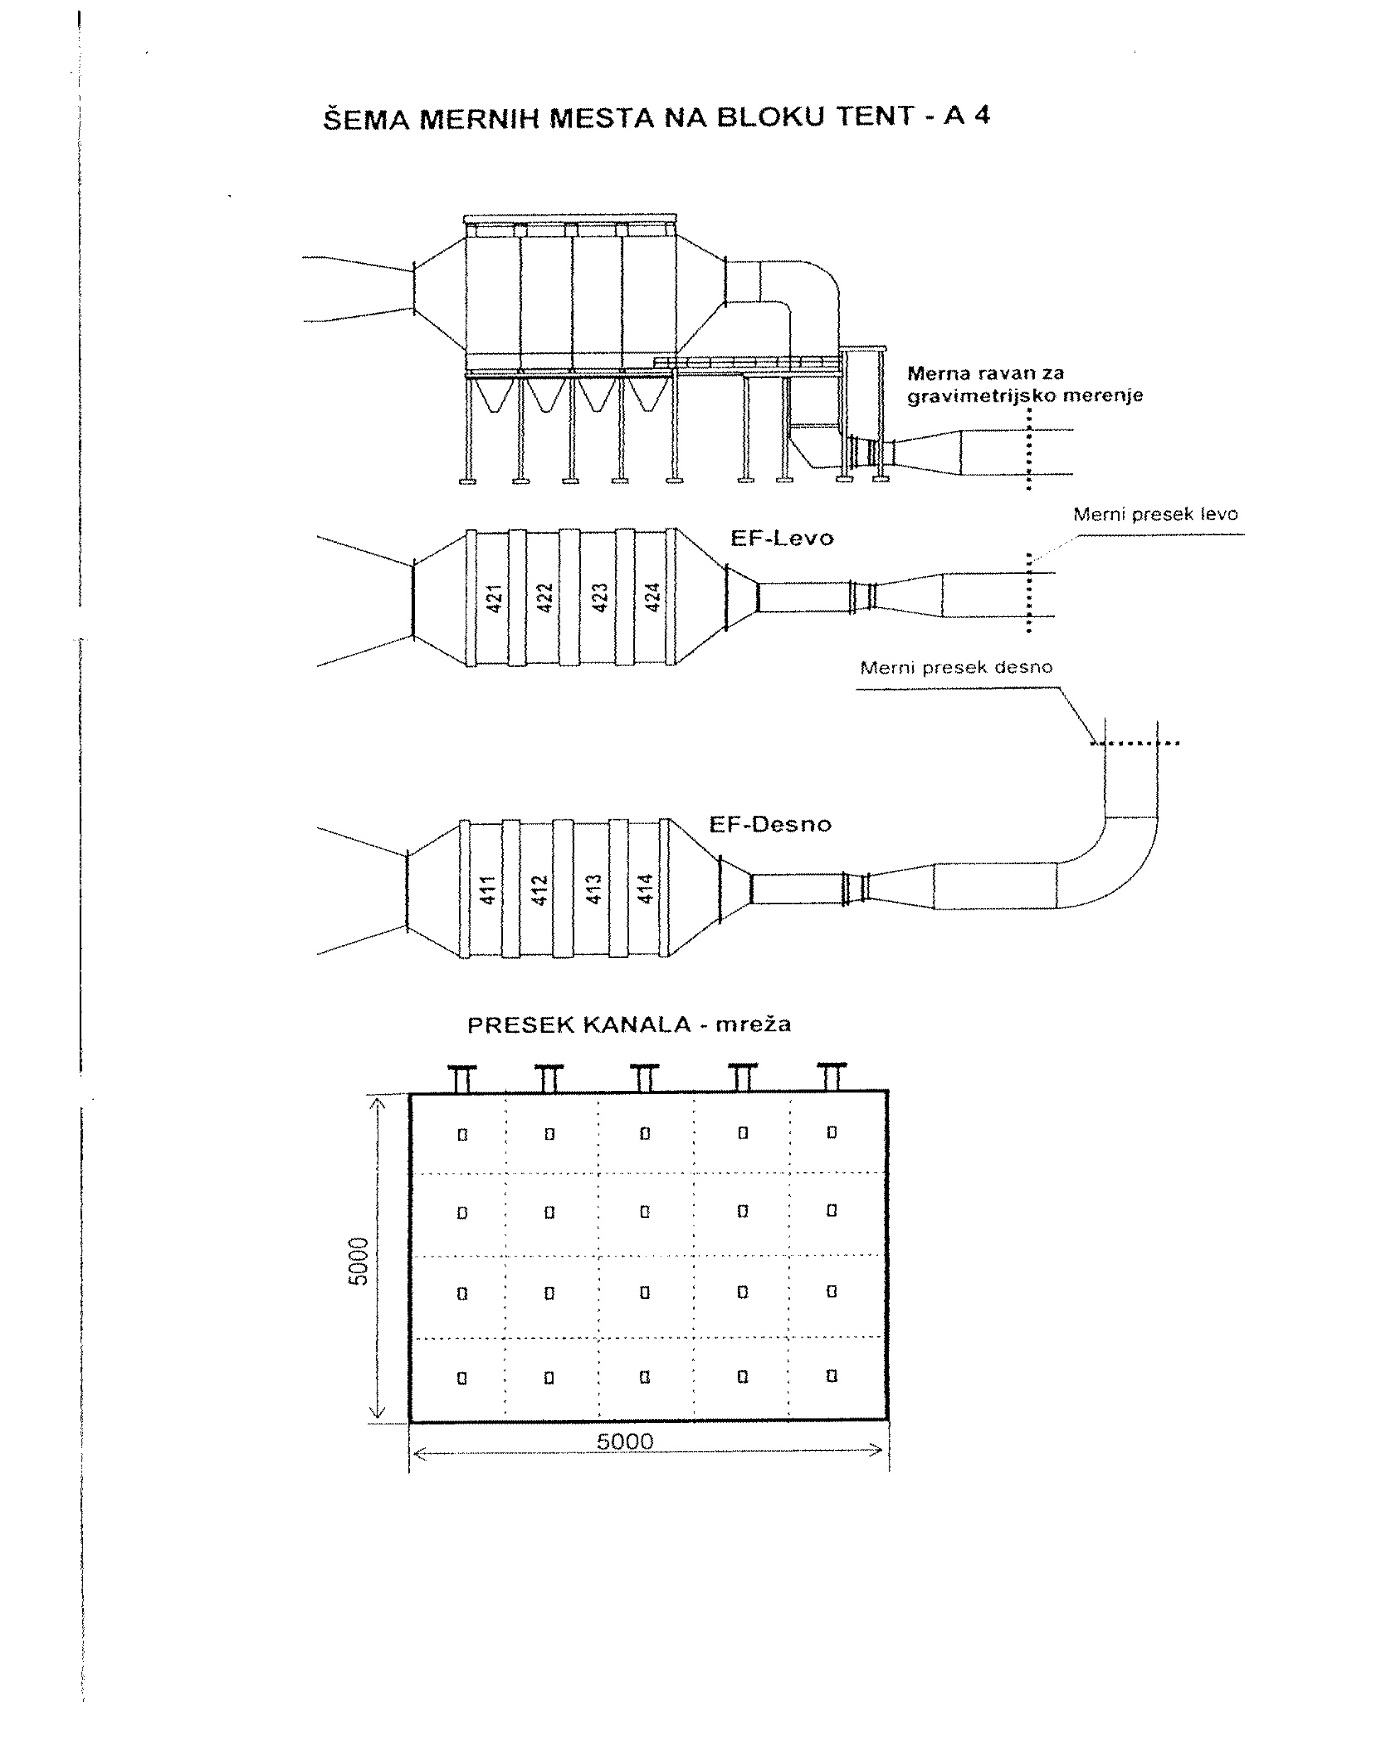 ŠEMA MERNIH MESTA NA BLOKU TENT - A 4
Merna ravan za
gravimetrijsko merenje
Merni presek levo
EF-Levo
421
422
423
424
Merni presek desno
EF-Desno
411
412
413
414
PRESEK KANALA - mreža
5000
5000